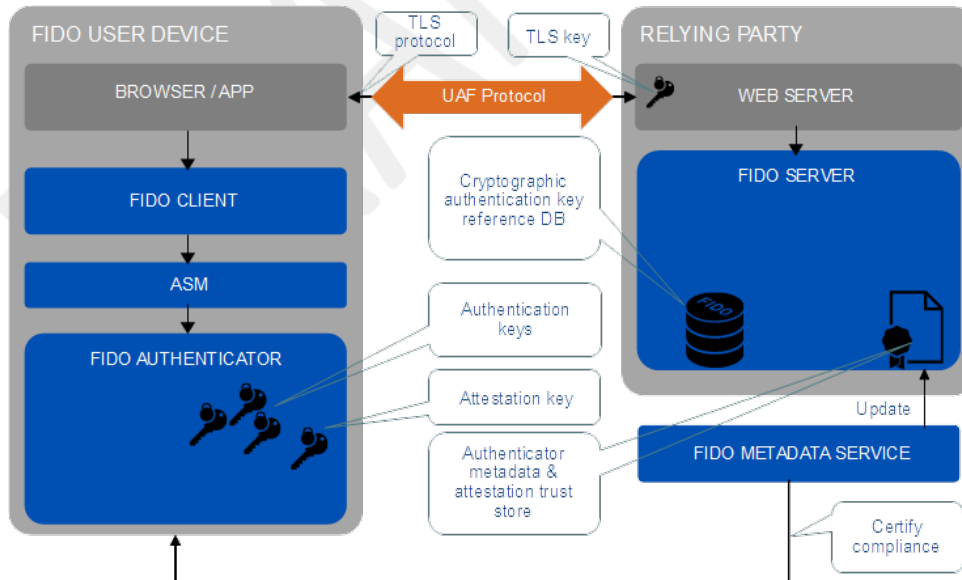 FIDO USER DEVICE
TLS
protocol
TLS key
RELYING PARTY
BROWSER / APP
UAF Protocol
WEB SERVER
FIDO CLIENT
Cryptographic
authentication key
reference DB
FIDO SERVER
ASM
FIDO
Authentication
keys
FIDO AUTHENTICATOR
Attestation key
Update
Authenticator
metadata &
attestation trust
store
FIDO METADATA SERVICE
Certify
compliance